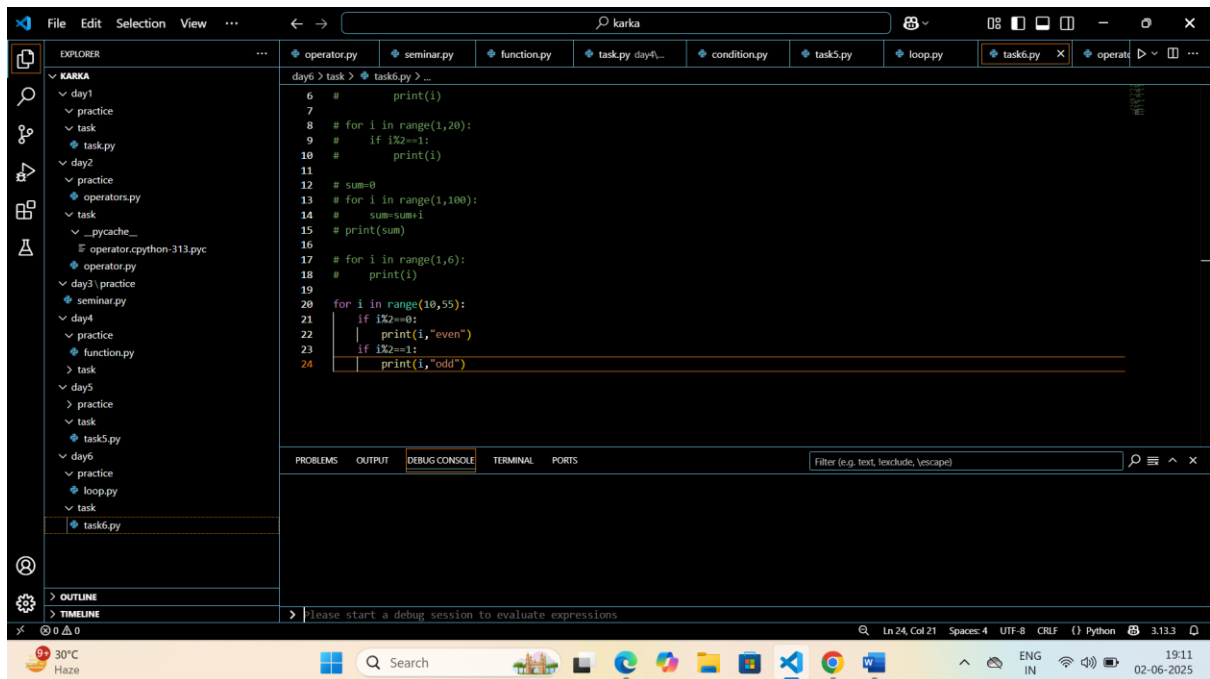 File Edit Selection View ··· ← → karka
EXPLORER ···
operator.py seminar.py function.py task.py day4\... condition.py task5.py loop.py task6.py × operato
KARKA
day1
practice
task
task.py
day2
practice
operators.py
task
__pycache__
operator.cpython-313.pyc
operator.py
day3\practice
seminar.py
day4
practice
function.py
task
day5
practice
task
task5.py
day6
practice
loop.py
task
task6.py
OUTLINE
TIMELINE
day6 > task > task6.py > ...
6 # print(i)
7
8 # for i in range(1,20):
9 # if i%2==1:
10 # print(i)
11
12 # sum=0
13 # for i in range(1,100):
14 # sum=sum+i
15 # print(sum)
16
17 # for i in range(1,6):
18 # print(i)
19
20 for i in range(10,55):
21 if i%2==0:
22 print(i,"even")
23 if i%2==1:
24 print(i,"odd")
PROBLEMS OUTPUT DEBUG CONSOLE TERMINAL PORTS Filter (e.g. text, !exclude, \escape)
> Please start a debug session to evaluate expressions
0 0 Ln 24, Col 21 Spaces: 4 UTF-8 CRLF {} Python 3.13.3
9+ 30°C
Haze
Search
ENG
IN
19:11
02-06-2025